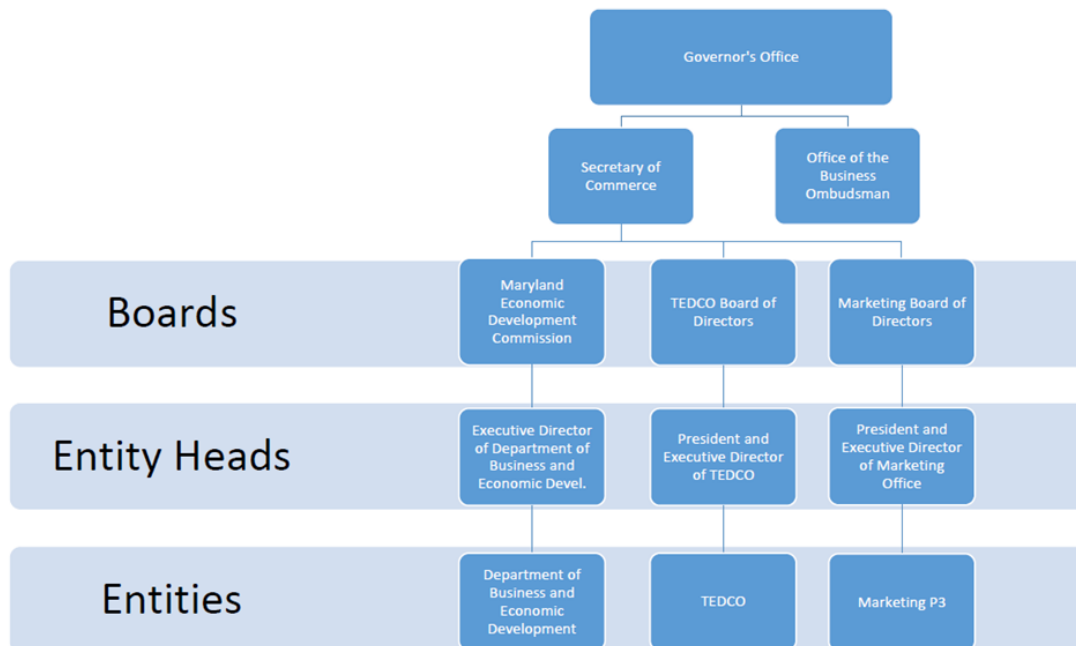 Governor's Office
Secretary of
Commerce
Office of the
Business
Ombudsman
Boards
Maryland
Economic
Development
Commission
TEDCO Board of
Directors
Marketing Board of
Directors
Entity Heads
Executive Director
of Department of
Business and
Economic Devel.
President and
Executive Director
of TEDCO
President and
Executive Director
of Marketing
Office
Entities
Department of
Business and
Economic
Development
TEDCO
Marketing P3